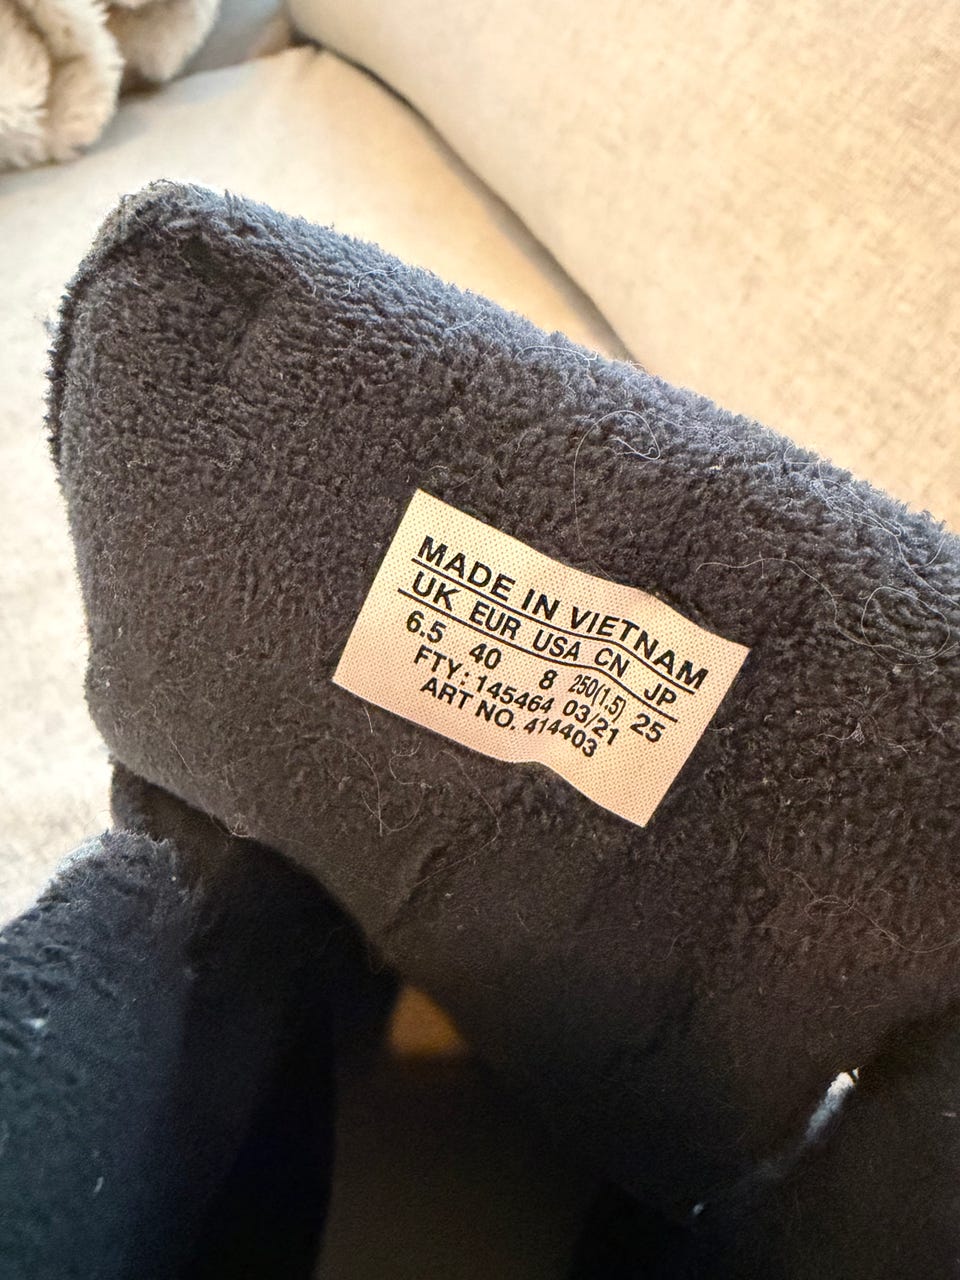 MADE IN VIETNAM
UK EUR USA CN JP
6.5 40 8 250(1.5) 25
FTY: 145464 03/21
ART NO. 414403